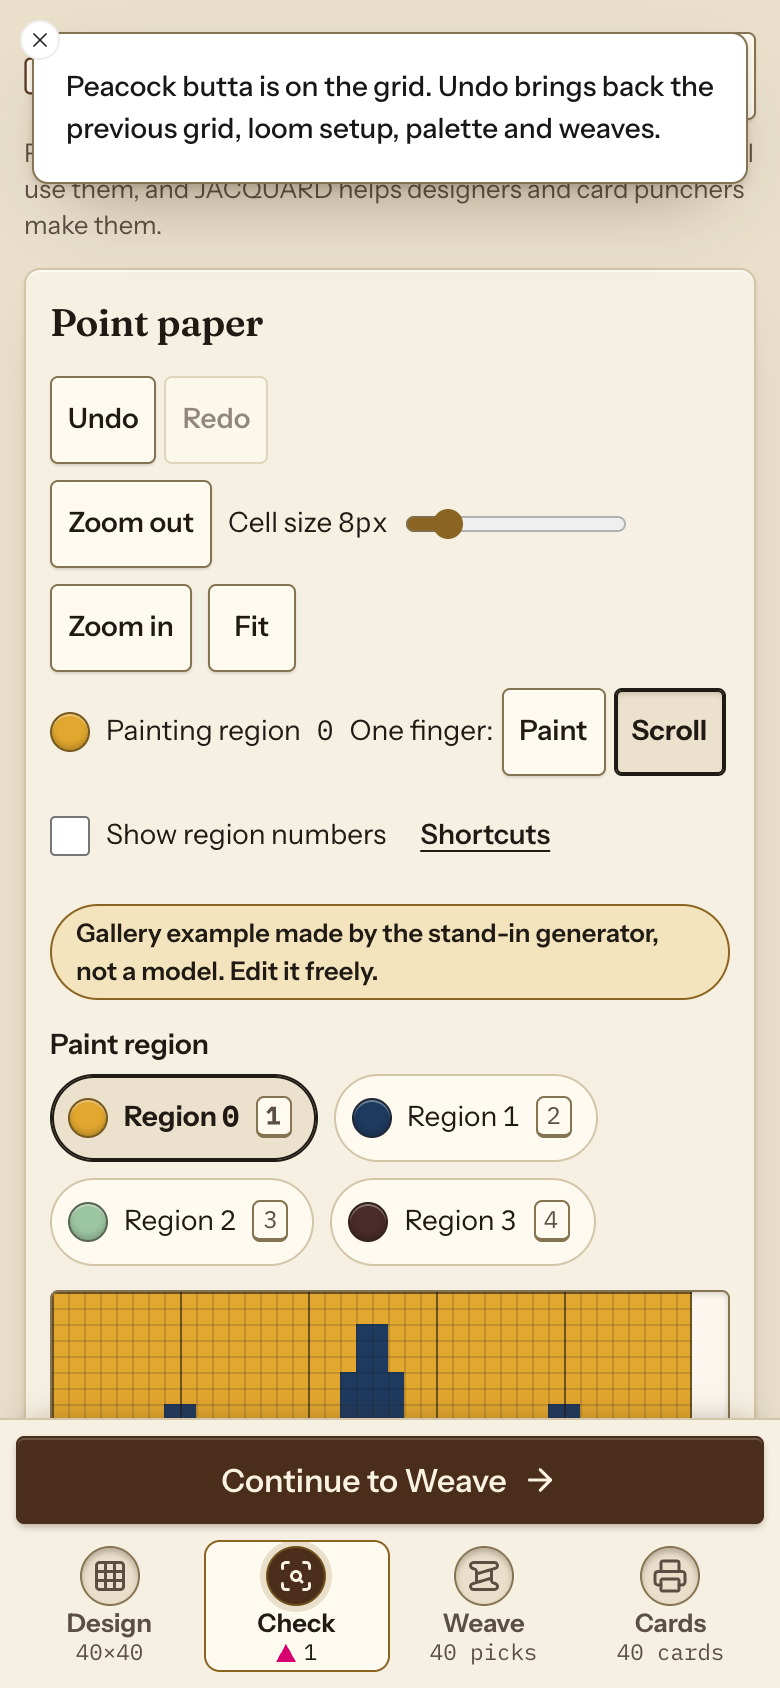 Peacock butta is on the grid. Undo brings back the
previous grid, loom setup, palette and weaves.
use them, and JACQUARD helps designers and card punchers
make them.
Point paper
Undo
Redo
Zoom out
Cell size 8px
Zoom in
Fit
Painting region 0
One finger:
Paint
Scroll
Show region numbers
Shortcuts
Gallery example made by the stand-in generator,
not a model. Edit it freely.
Paint region
Region 0 1
Region 1 2
Region 2 3
Region 3 4
Continue to Weave →
Design
40×40
Check
1
Weave
40 picks
Cards
40 cards